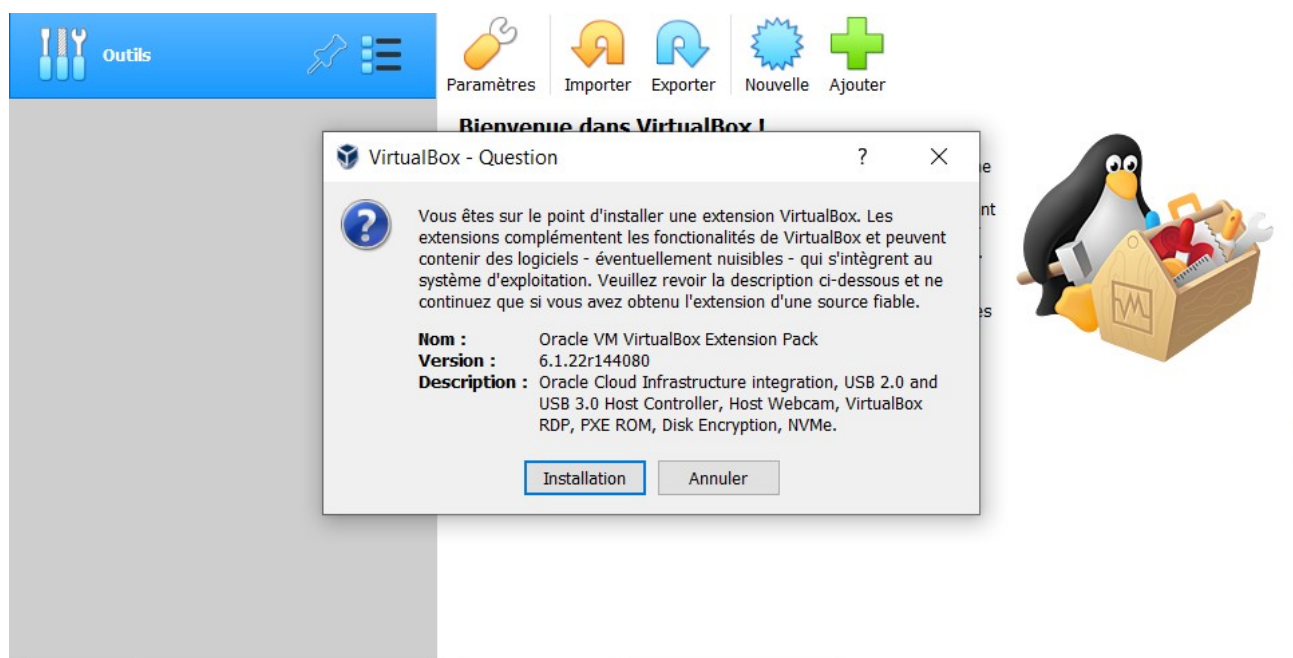 Outils
Paramètres Importer Exporter Nouvelle Ajouter
Bienvenue dans VirtualBox !
VirtualBox - Question
Vous êtes sur le point d'installer une extension VirtualBox. Les
extensions complémentent les fonctionalités de VirtualBox et peuvent
contenir des logiciels - éventuellement nuisibles - qui s'intègrent au
système d'exploitation. Veuillez revoir la description ci-dessous et ne
continuez que si vous avez obtenu l'extension d'une source fiable.
Nom : Oracle VM VirtualBox Extension Pack
Version : 6.1.22r144080
Description : Oracle Cloud Infrastructure integration, USB 2.0 and
USB 3.0 Host Controller, Host Webcam, VirtualBox
RDP, PXE ROM, Disk Encryption, NVMe.
Installation Annuler